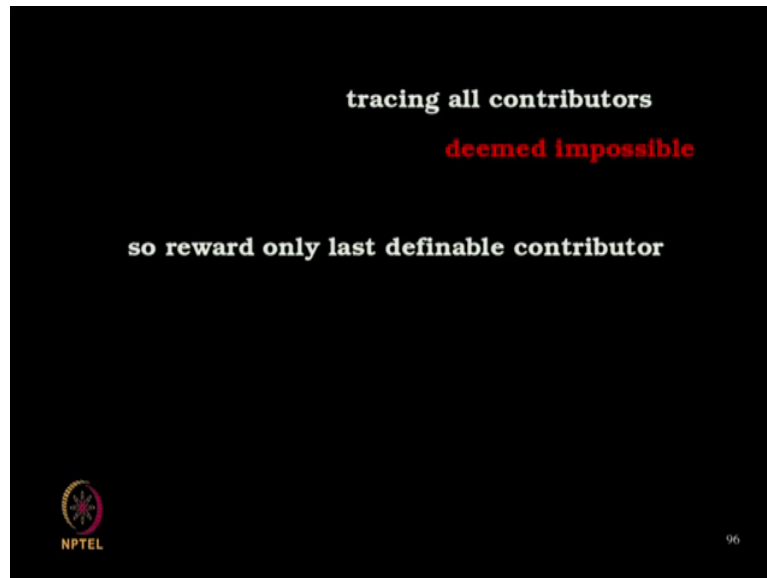 tracing all contributors
deemed impossible
so reward only last definable contributor
NPTEL
96